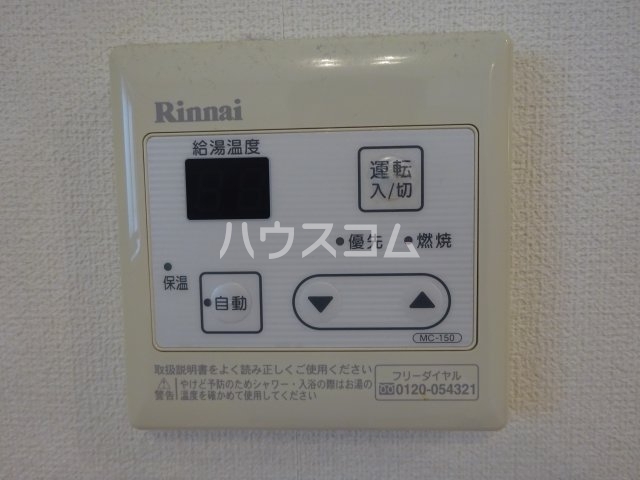 Rinnai
給湯温度
運転
入/切
ハウスコム
優先
燃焼
保温
自動
▼
▲
MC-150
取扱説明書をよく読み正しくご使用ください
警告
やけど予防のためシャワー・入浴の際はお湯の
温度を確かめて使用してください
フリーダイヤル
0120-054321